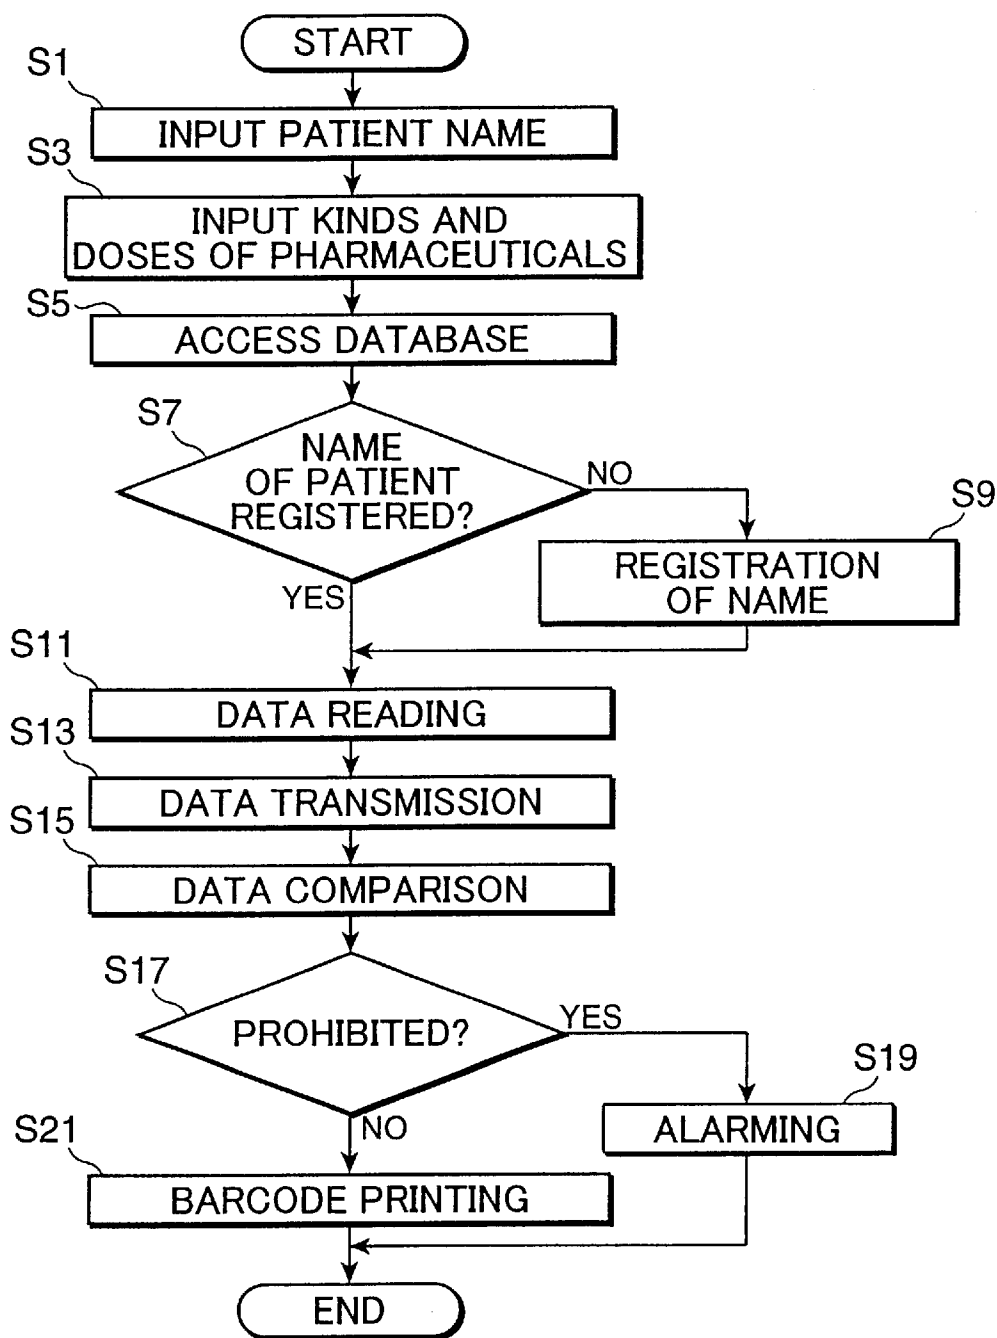 START
S1
INPUT PATIENT NAME
S3
INPUT KINDS AND
DOSES OF PHARMACEUTICALS
S5
ACCESS DATABASE
S7
NAME
OF PATIENT
REGISTERED?
NO
S9
REGISTRATION
OF NAME
YES
S11
DATA READING
S13
DATA TRANSMISSION
S15
DATA COMPARISON
S17
PROHIBITED?
YES
S19
ALARMING
NO
S21
BARCODE PRINTING
END